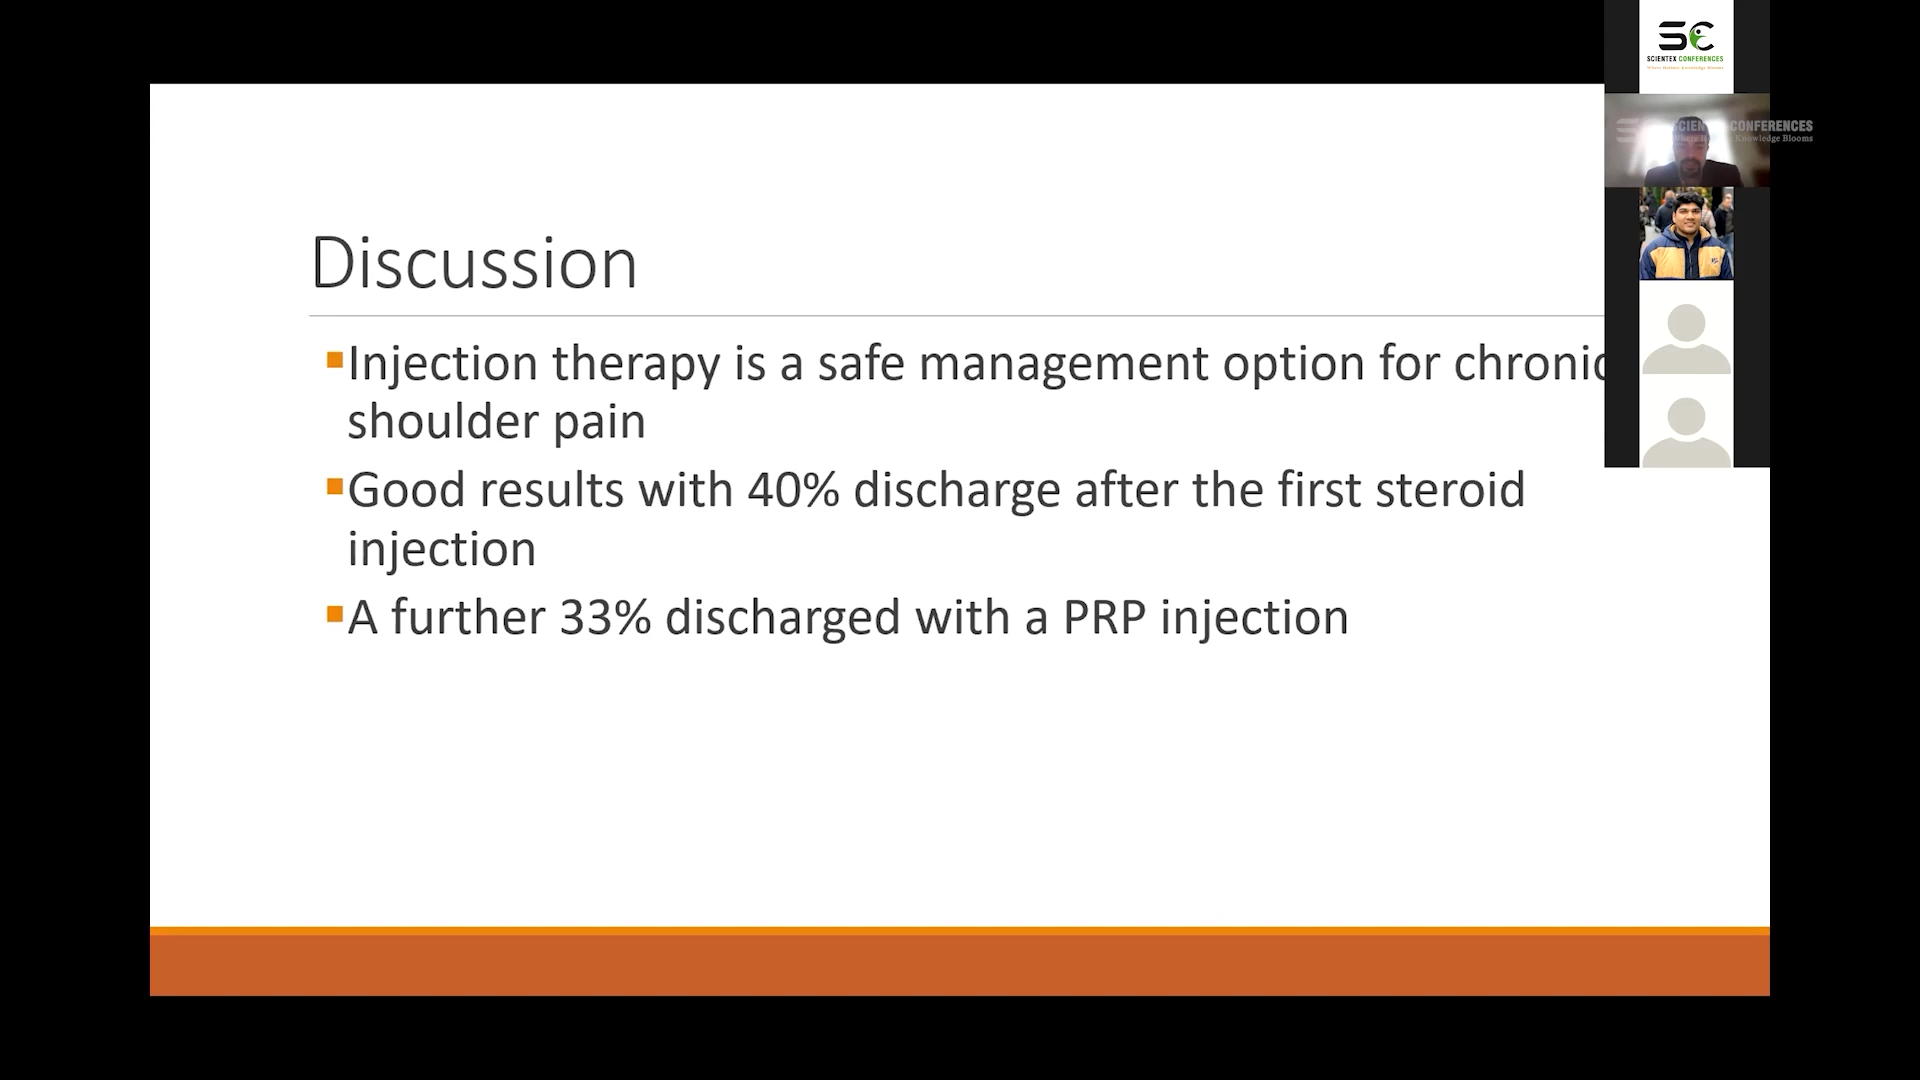 SCIENTEX CONFERENCES
CONFERENCES
Knowledge Blooms
Discussion
▪Injection therapy is a safe management option for chronic
shoulder pain
▪Good results with 40% discharge after the first steroid
injection
▪A further 33% discharged with a PRP injection